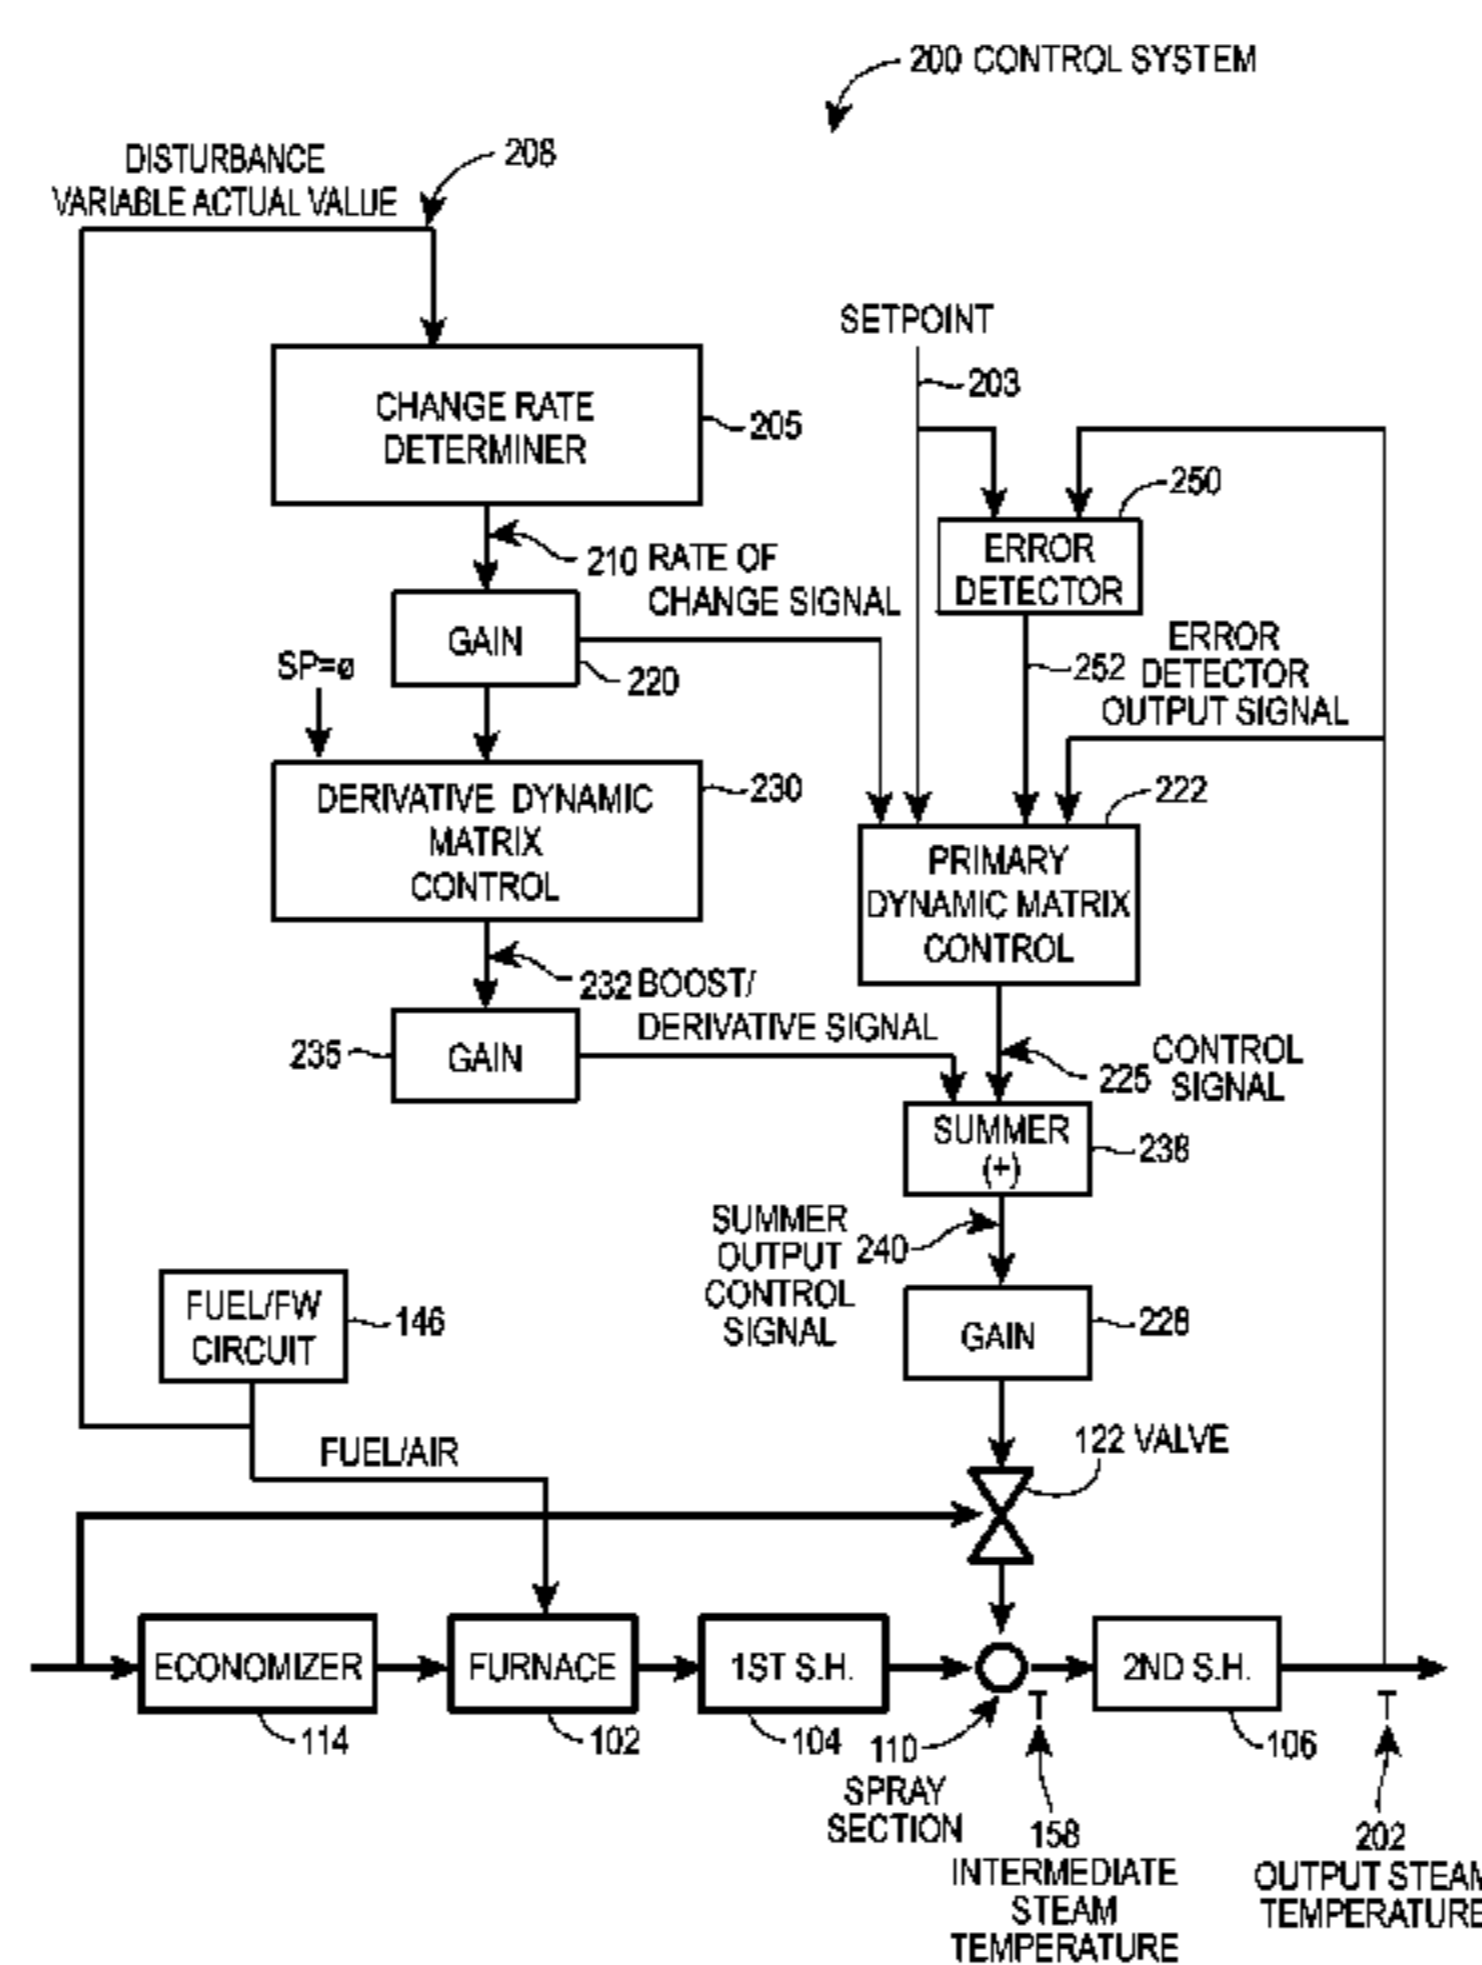 200 CONTROL SYSTEM
DISTURBANCE
VARIABLE ACTUAL VALUE
208
SETPOINT
203
CHANGE RATE
DETERMINER
205
250
ERROR
DETECTOR
210 RATE OF
CHANGE SIGNAL
GAIN
220
SP=ø
252
ERROR
DETECTOR
OUTPUT SIGNAL
DERIVATIVE DYNAMIC
MATRIX
CONTROL
230
222
PRIMARY
DYNAMIC MATRIX
CONTROL
232 BOOST/
DERIVATIVE SIGNAL
235
GAIN
225
CONTROL
SIGNAL
SUMMER
(+)
238
SUMMER
OUTPUT
CONTROL
SIGNAL
240
FUEL/FW
CIRCUIT
146
GAIN
228
FUEL/AIR
122 VALVE
ECONOMIZER
FURNACE
1ST S.H.
2ND S.H.
114
102
104
110
SPRAY
SECTION
106
158
INTERMEDIATE
STEAM
TEMPERATURE
202
OUTPUT STEAM
TEMPERATURE